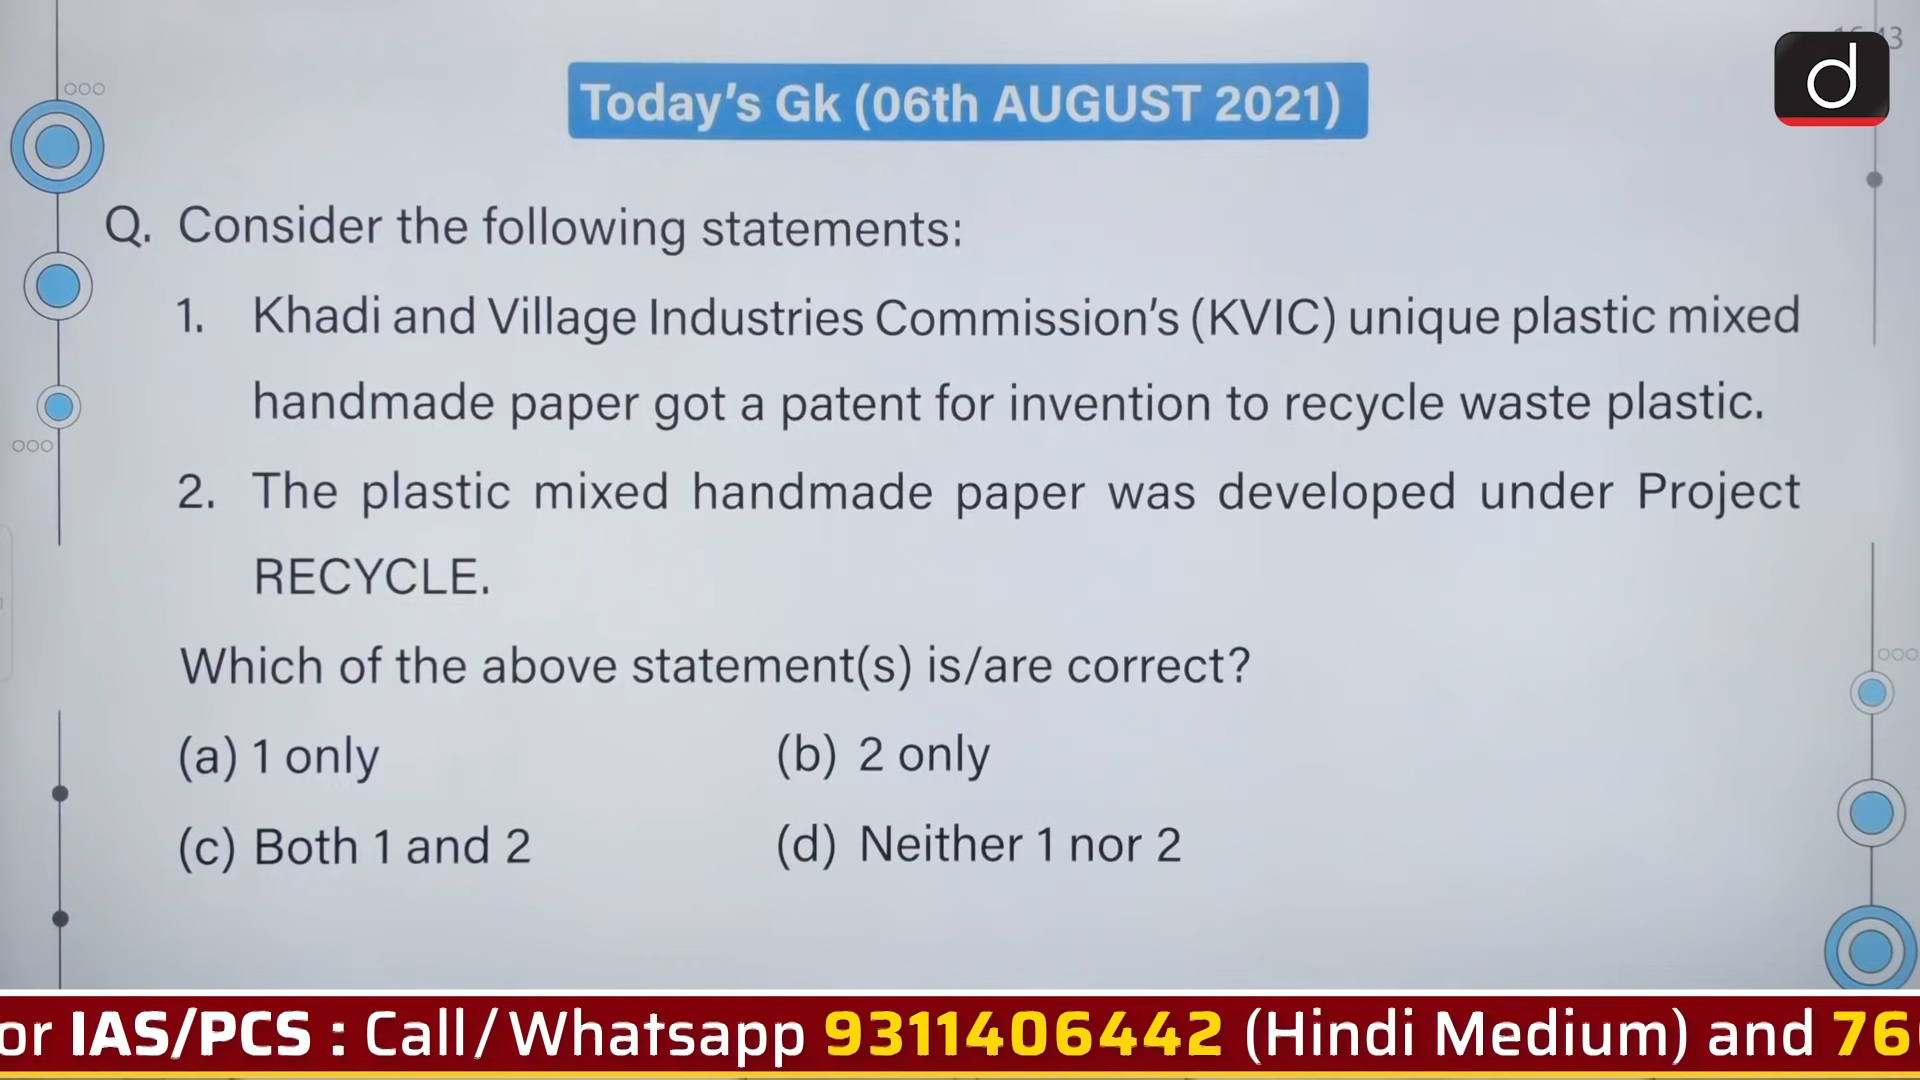 Today's Gk (06th AUGUST 2021)
Q. Consider the following statements:
1. Khadi and Village Industries Commission's (KVIC) unique plastic mixed
handmade paper got a patent for invention to recycle waste plastic.
2. The plastic mixed handmade paper was developed under Project
RECYCLE.
Which of the above statement(s) is/are correct?
(a) 1 only (b) 2 only
(c) Both 1 and 2 (d) Neither 1 nor 2
or IAS/PCS : Call/Whatsapp 9311406442 (Hindi Medium) and 76